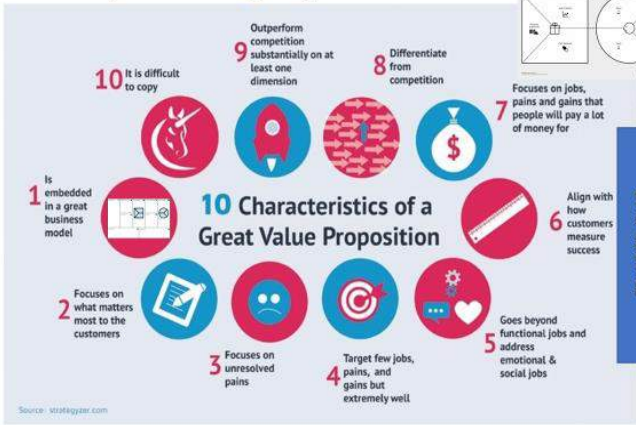 10 Characteristics of a
Great Value Proposition
1
Is
embedded
in a great
business
model
2
Focuses on
what matters
most to the
customers
3
Focuses on
unresolved
pains
4
Target few jobs,
pains, and
gains but
extremely well
5
Goes beyond
functional jobs and
address
emotional &
social jobs
6
Align with
how
customers
measure
success
7
Focuses on jobs,
pains and gains that
people will pay a lot
of money for
8
Differentiate
from
competition
9
Outperform
competition
substantially on at
least one
dimension
10
It is difficult
to copy
$
Source: strategyzer.com